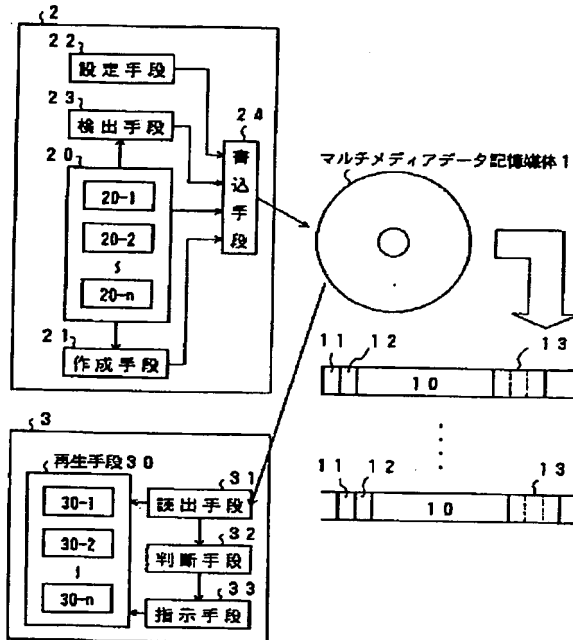 2
22
設定手段
23
検出手段
24
書込手段
20
20-1
20-2
20-n
21
作成手段
マルチメディアデータ記憶媒体1
11 12 10 13
11 12 10 13
3
再生手段30
30-1
30-2
30-n
31
読出手段
32
判断手段
33
指示手段